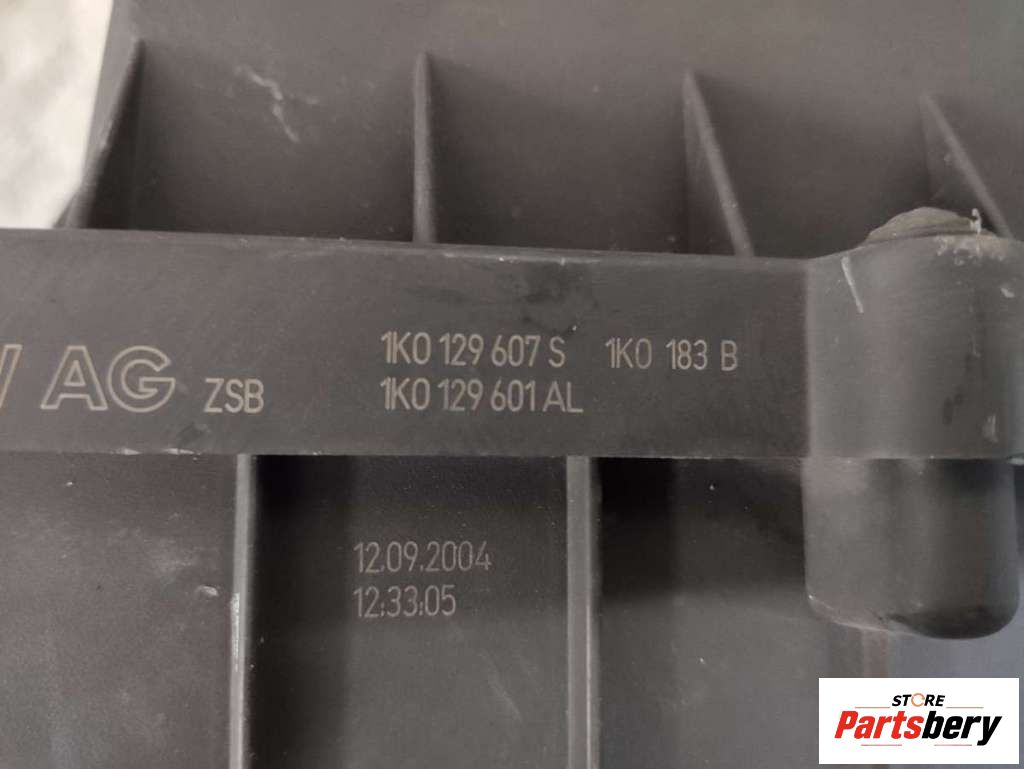 AG ZSB
1K0 129 607 S 1K0 183 B
1K0 129 601 AL
12.09.2004
12:33:05
STORE
Partsbery